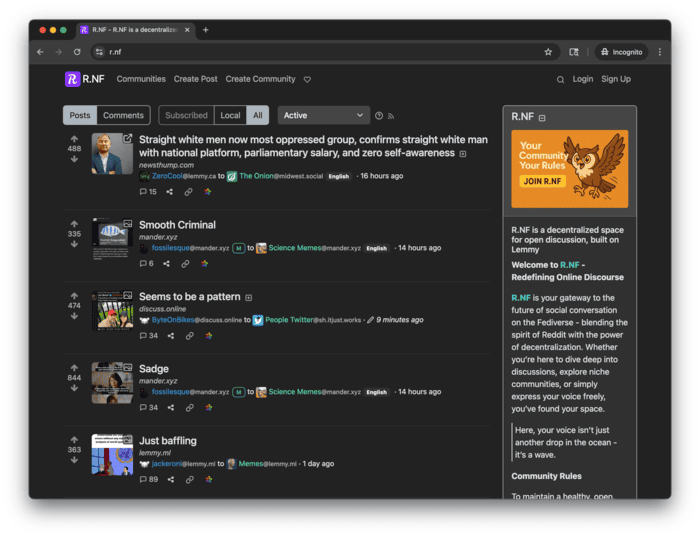 R.NF - R.NF is a decentralize
r.nf
Incognito
R.NF
Communities
Create Post
Create Community
Login
Sign Up
Posts
Comments
Subscribed
Local
All
Active
488
Straight white men now most oppressed group, confirms straight white man
with national platform, parliamentary salary, and zero self-awareness
newsthump.com
ZeroCool@lemmy.ca to The Onion@midwest.social English · 16 hours ago
15
335
Smooth Criminal
mander.xyz
fossilesque@mander.xyz M to Science Memes@mander.xyz English · 14 hours ago
6
474
Seems to be a pattern
discuss.online
ByteOnBikes@discuss.online to People Twitter@sh.itjust.works · 9 minutes ago
34
844
Sadge
mander.xyz
fossilesque@mander.xyz M to Science Memes@mander.xyz English · 14 hours ago
34
363
Just baffling
lemmy.ml
jackeroni@lemmy.ml to Memes@lemmy.ml · 1 day ago
89
R.NF
Your
Community
Your Rules
JOIN R.NF
R.NF is a decentralized space
for open discussion, built on
Lemmy
Welcome to R.NF -
Redefining Online Discourse
R.NF is your gateway to the
future of social conversation
on the Fediverse - blending the
spirit of Reddit with the power
of decentralization. Whether
you're here to dive deep into
discussions, explore niche
communities, or simply
express your voice freely,
you've found your space.
Here, your voice isn't just
another drop in the ocean -
it's a wave.
Community Rules
To maintain a healthy, open